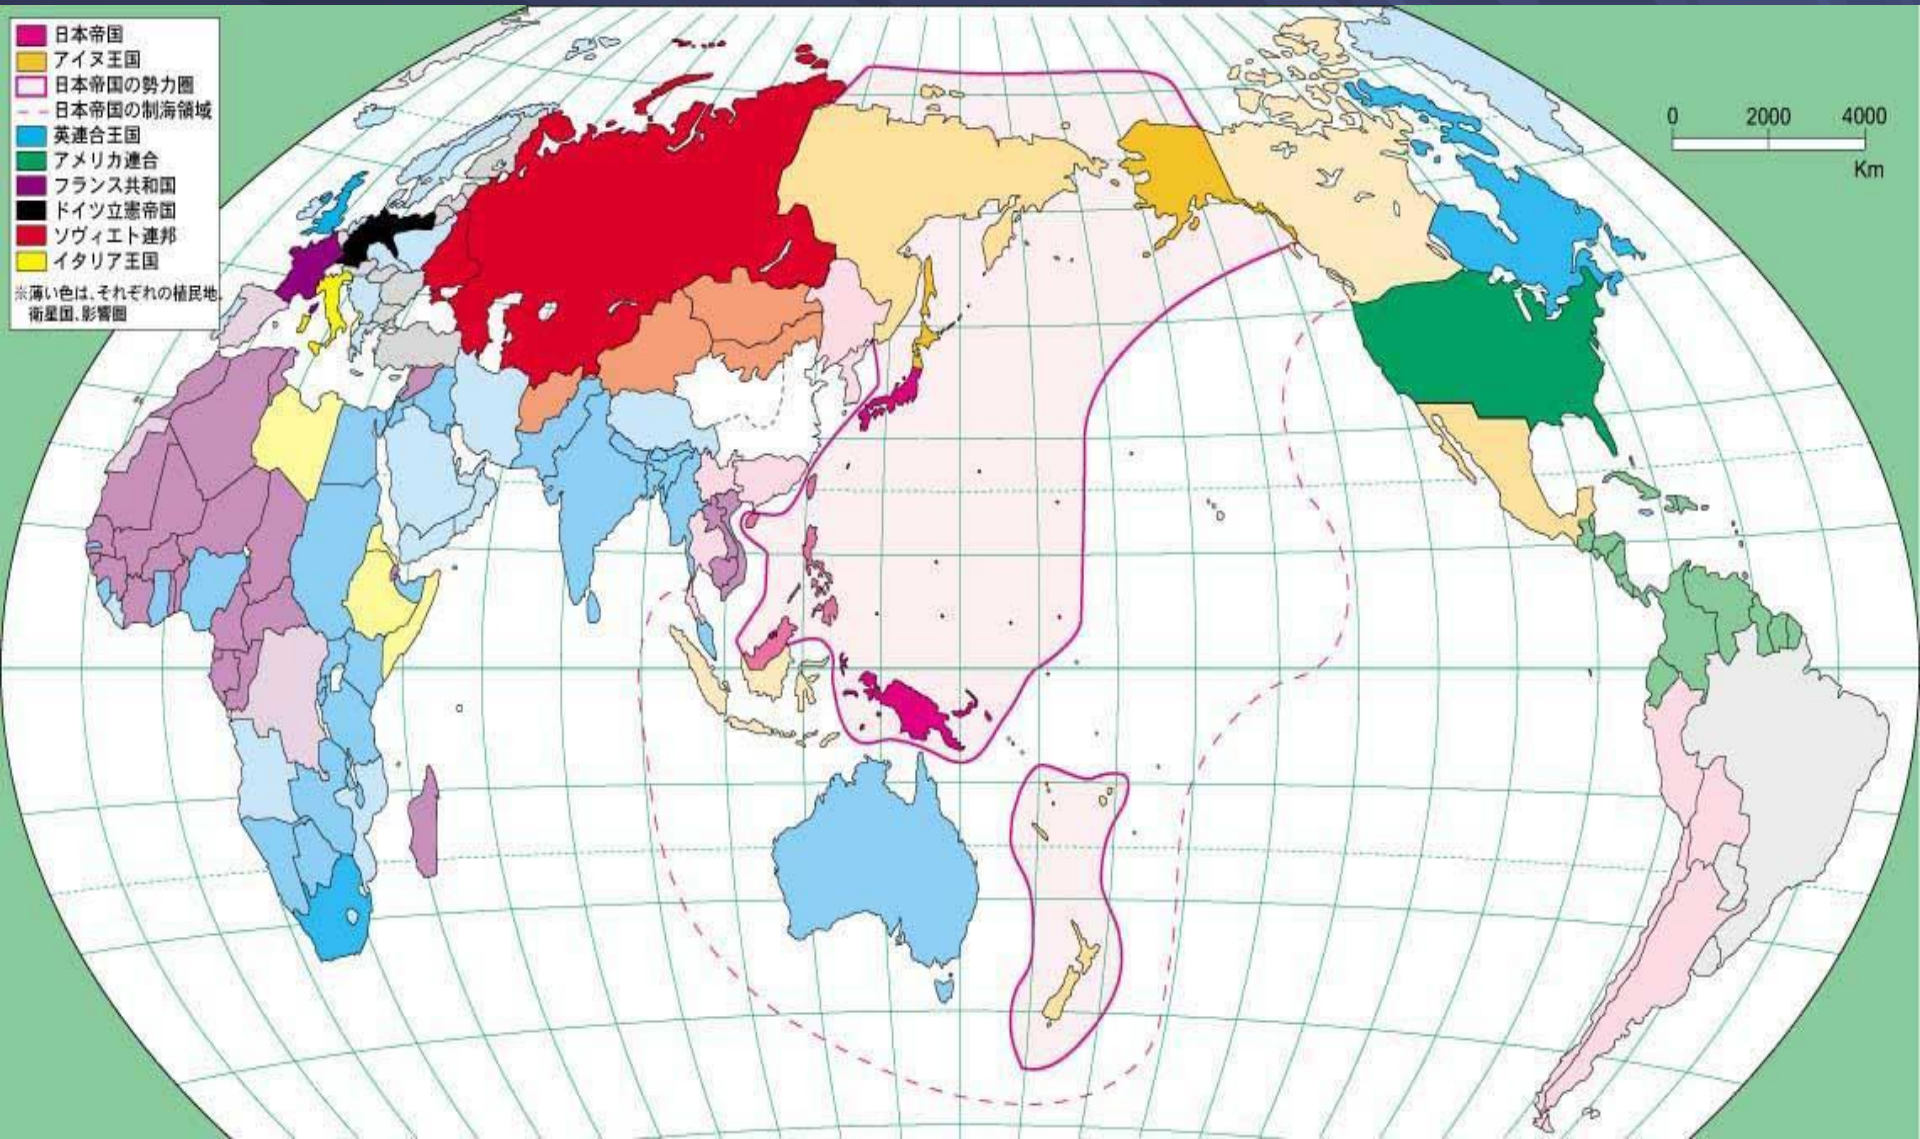 日本帝国
アイヌ王国
日本帝国の勢力圏
日本帝国の制海領域
英連合王国
アメリカ連合
フランス共和国
ドイツ立憲帝国
ソヴィエト連邦
イタリア王国
※薄い色は、それぞれの植民地、
衛星国、影響圏
0 2000 4000
Km